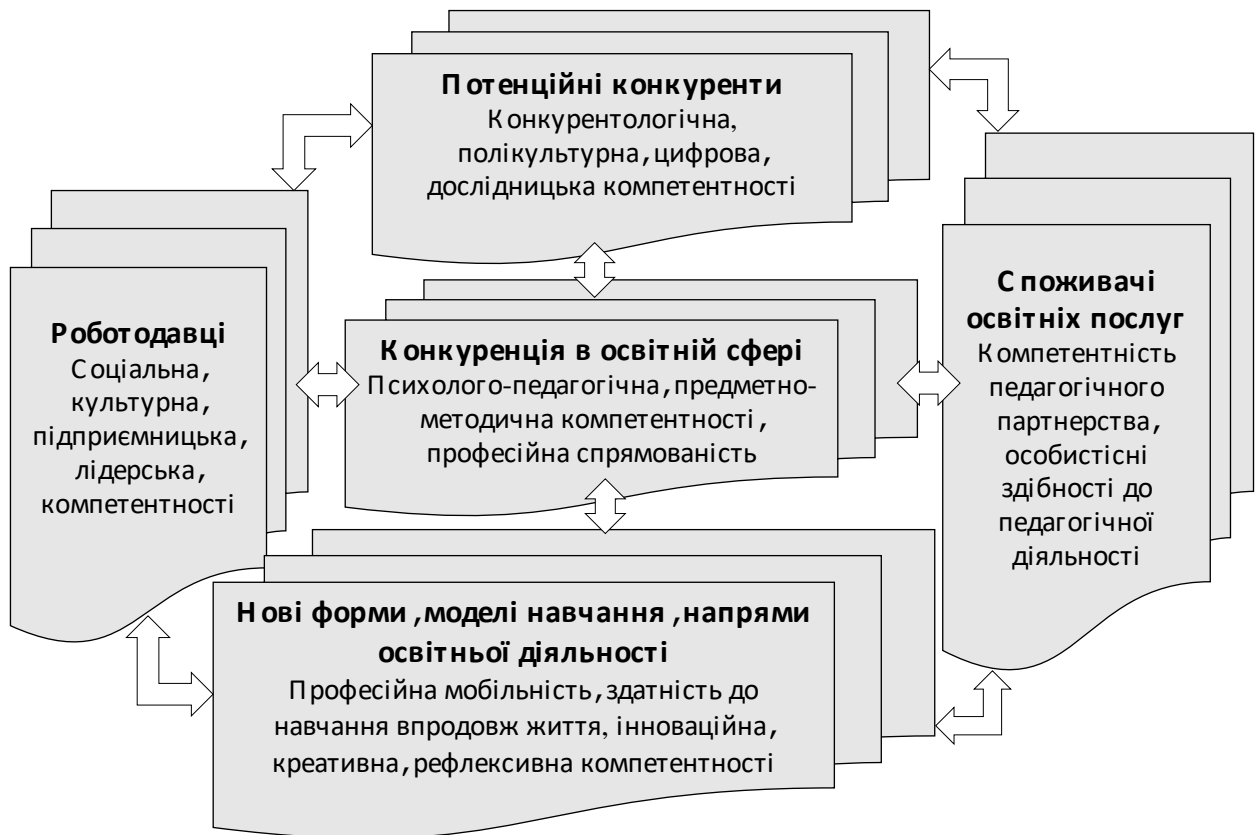 Потенційні конкуренти
Конкурентологічна,
полікультурна, цифрова,
дослідницька компетентності
Роботодавці
Соціальна,
культурна,
підприємницька,
лідерська,
компетентності
Конкуренція в освітній сфері
Психолого-педагогічна, предметно-
методична компетентності,
професійна спрямованість
Споживачі
освітніх послуг
Компетентність
педагогічного
партнерства,
особистісні
здібності до
педагогічної
діяльності
Нові форми, моделі навчання, напрями
освітньої діяльності
Професійна мобільність, здатність до
навчання впродовж життя, інноваційна,
креативна, рефлексивна компетентності